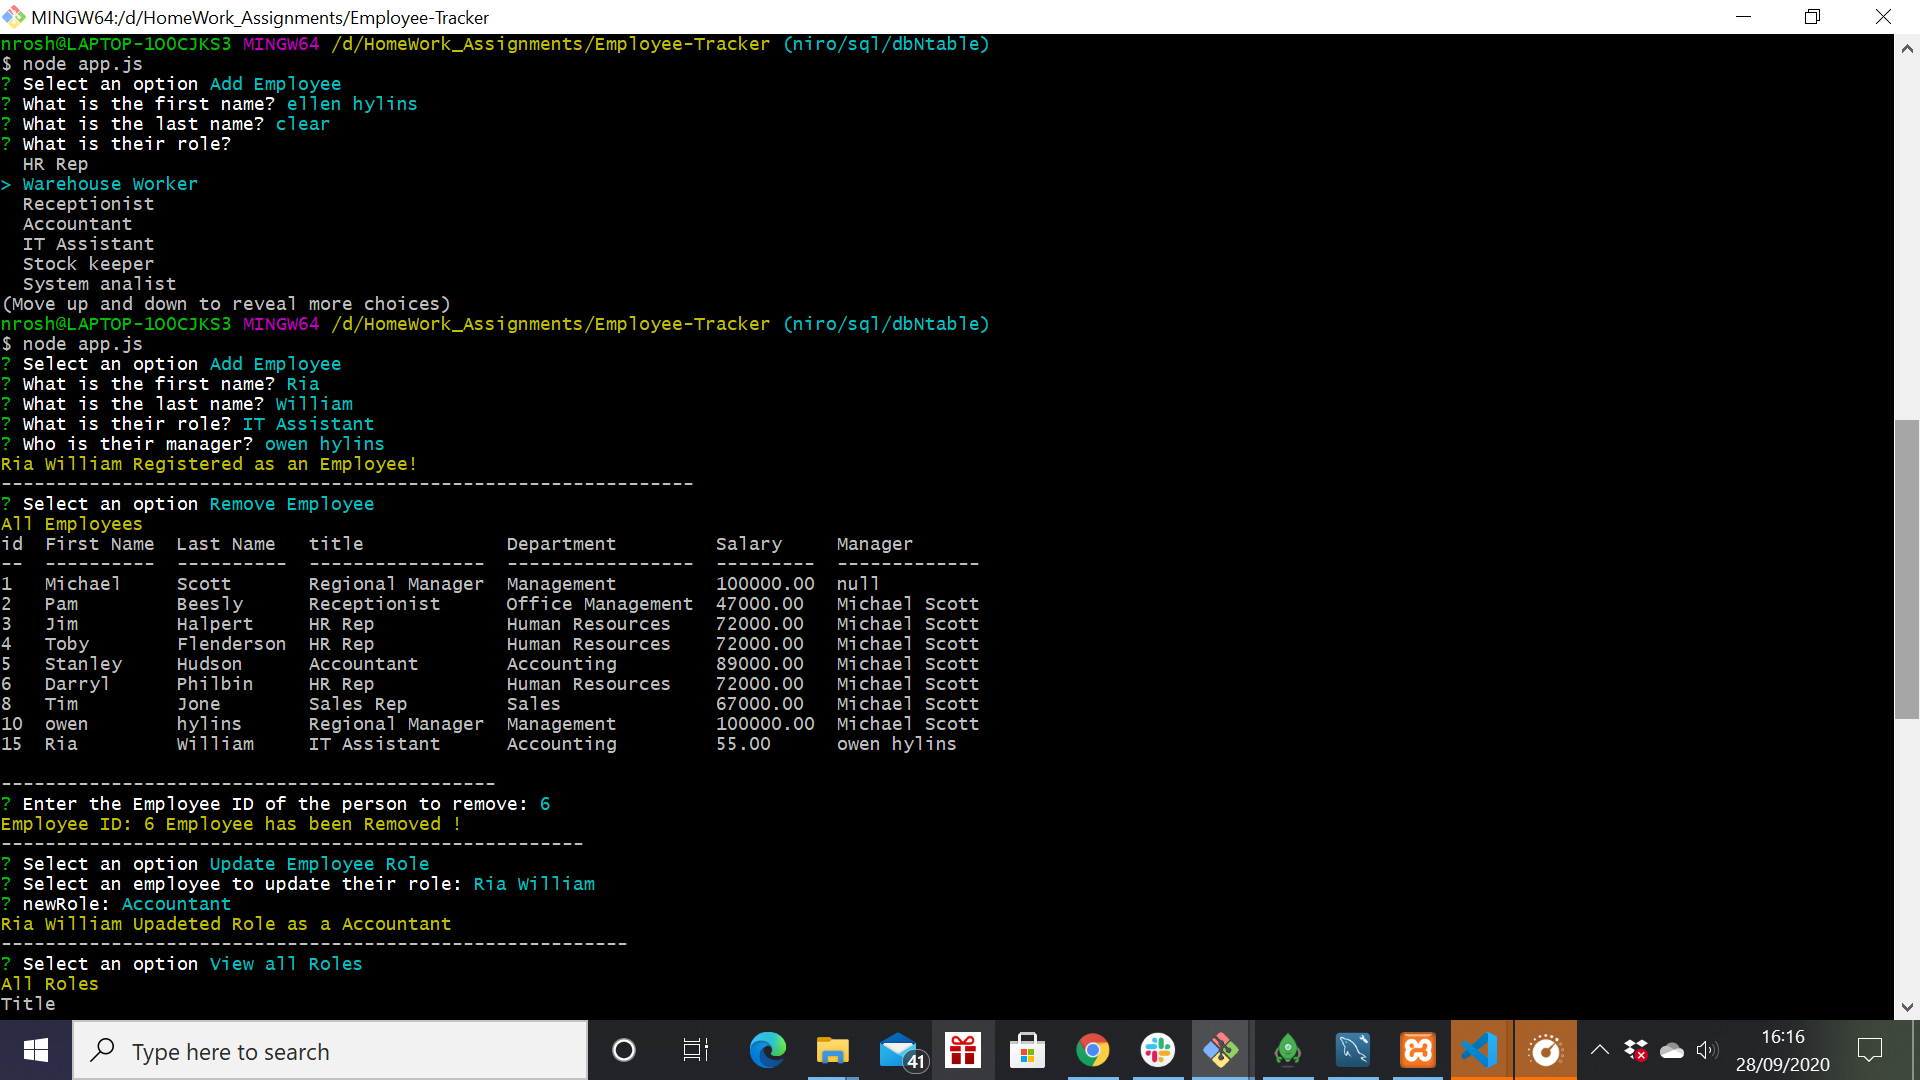 MINGW64:/d/HomeWork_Assignments/Employee-Tracker
nrosh@LAPTOP-1O0CJKS3 MINGW64 /d/HomeWork_Assignments/Employee-Tracker (niro/sql/dbNtable)
$ node app.js
? Select an option Add Employee
? What is the first name? ellen hylins
? What is the last name? clear
? What is their role?
HR Rep
> Warehouse Worker
Receptionist
Accountant
IT Assistant
Stock keeper
System analist
(Move up and down to reveal more choices)
nrosh@LAPTOP-1O0CJKS3 MINGW64 /d/HomeWork_Assignments/Employee-Tracker (niro/sql/dbNtable)
$ node app.js
? Select an option Add Employee
? What is the first name? Ria
? What is the last name? William
? What is their role? IT Assistant
? Who is their manager? owen hylins
Ria William Registered as an Employee!
---------------------------------------------------------------
? Select an option Remove Employee
All Employees
id  First Name  Last Name   title             Department         Salary     Manager
--  ----------  ----------  ----------------  -----------------  ---------  -------------
1   Michael     Scott       Regional Manager  Management         100000.00  null
2   Pam         Beesly      Receptionist      Office Management  47000.00   Michael Scott
3   Jim         Halpert     HR Rep            Human Resources    72000.00   Michael Scott
4   Toby        Flenderson  HR Rep            Human Resources    72000.00   Michael Scott
5   Stanley     Hudson      Accountant        Accounting         89000.00   Michael Scott
6   Darryl      Philbin     HR Rep            Human Resources    72000.00   Michael Scott
8   Tim         Jone        Sales Rep         Sales              67000.00   Michael Scott
10  owen        hylins      Regional Manager  Management         100000.00  Michael Scott
15  Ria         William     IT Assistant      Accounting         55.00      owen hylins
---------------------------------------------
? Enter the Employee ID of the person to remove: 6
Employee ID: 6 Employee has been Removed !
-----------------------------------------------------
? Select an option Update Employee Role
? Select an employee to update their role: Ria William
? newRole: Accountant
Ria William Upadeted Role as a Accountant
---------------------------------------------------------
? Select an option View all Roles
All Roles
Title
Type here to search
41
16:16
28/09/2020